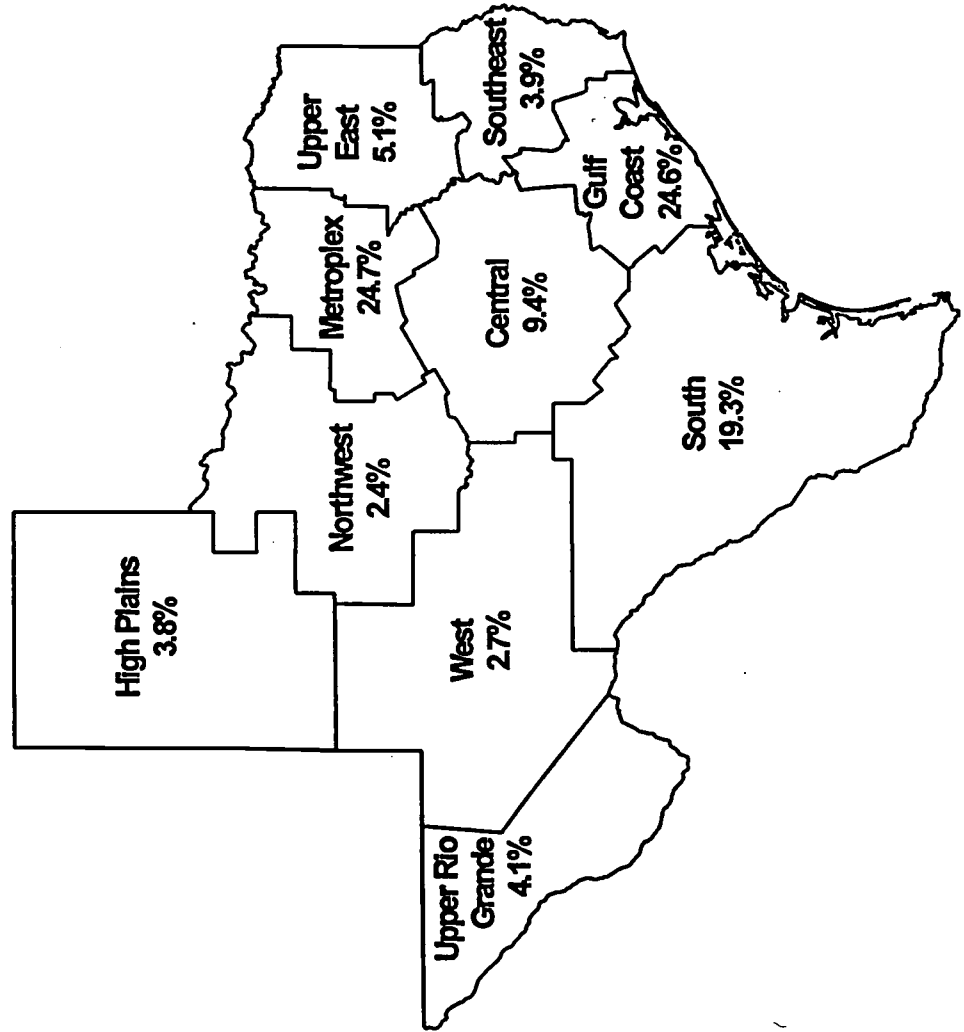 High Plains
3.8%
Northwest
2.4%
Metroplex
24.7%
Upper
East
5.1%
Upper Rio
Grande
4.1%
West
2.7%
Central
9.4%
Southeast
3.9%
Gulf
Coast
24.6%
South
19.3%